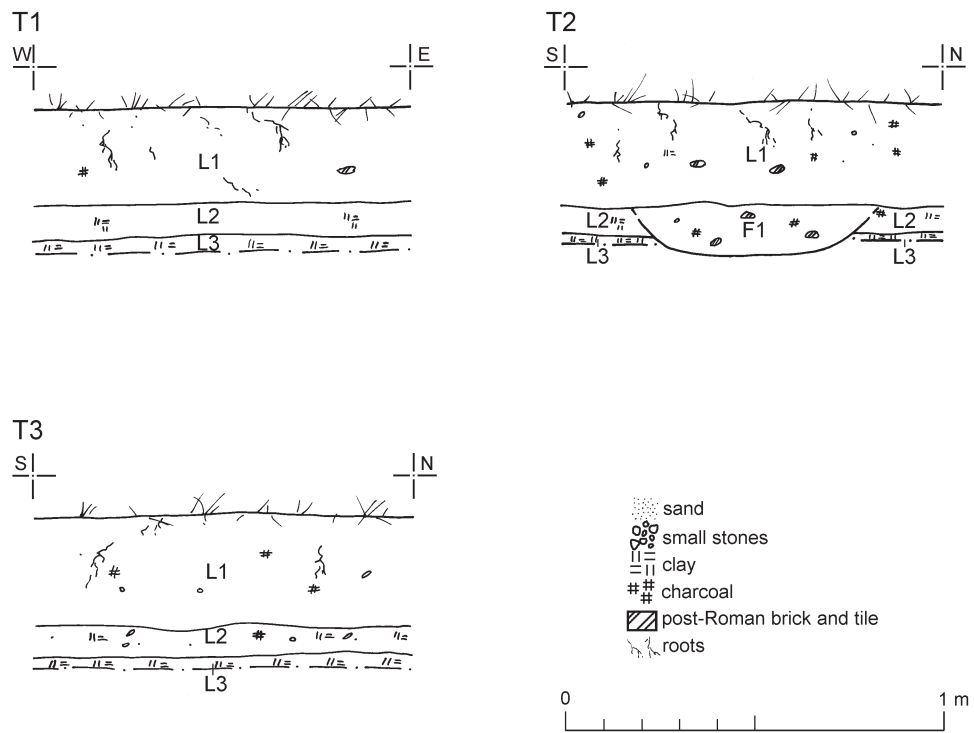 T1
W E
L1
L2
L3
T2
S N
L1
L2 F1 L2
L3 L3
T3
S N
L1
L2
L3
sand
small stones
clay
charcoal
post-Roman brick and tile
roots
0 1 m